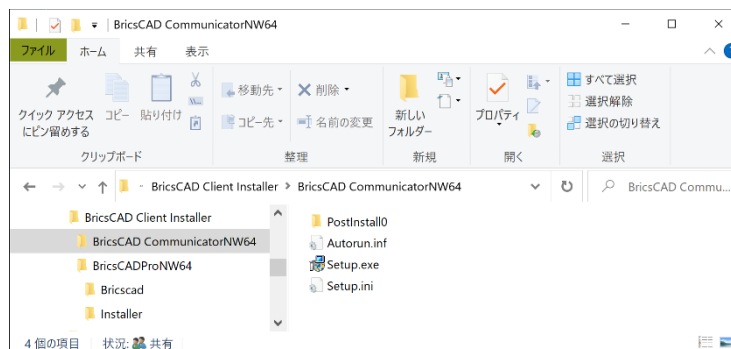 BricsCAD CommunicatorNW64
ファイル ホーム 共有 表示
クイック アクセス
にピン留めする
コピー
貼り付け
移動先
コピー先
削除
名前の変更
新しい
フォルダー
プロパティ
すべて選択
選択解除
選択の切り替え
クリップボード 整理 新規 開く 選択
BricsCAD Client Installer > BricsCAD CommunicatorNW64
BricsCAD Commu...
BricsCAD Client Installer
BricsCAD CommunicatorNW64
BricsCADProNW64
Bricscad
Installer
PostInstall0
Autorun.inf
Setup.exe
Setup.ini
4 個の項目 状況: 共有